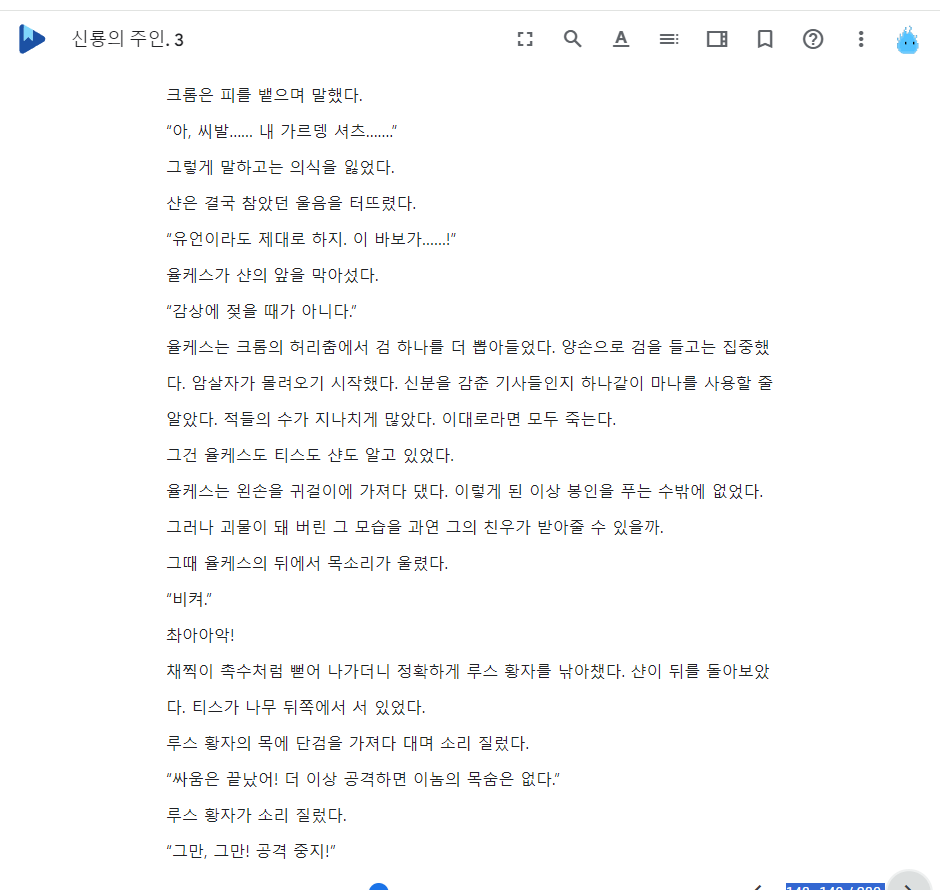 신룡의 주인. 3
크롬은 피를 뱉으며 말했다.
“아, 씨발…… 내 가르뎅 셔츠…….”
그렇게 말하고는 의식을 잃었다.
샨은 결국 참았던 울음을 터뜨렸다.
“유언이라도 제대로 하지. 이 바보가……!”
율케스가 샨의 앞을 막아섰다.
“감상에 젖을 때가 아니다.”
율케스는 크롬의 허리춤에서 검 하나를 더 뽑아들었다. 양손으로 검을 들고는 집중했
다. 암살자가 몰려오기 시작했다. 신분을 감춘 기사들인지 하나같이 마나를 사용할 줄
알았다. 적들의 수가 지나치게 많았다. 이대로라면 모두 죽는다.
그건 율케스도 티스도 샨도 알고 있었다.
율케스는 왼손을 귀걸이에 가져다 댔다. 이렇게 된 이상 봉인을 푸는 수밖에 없었다.
그러나 괴물이 돼 버린 그 모습을 과연 그의 친우가 받아줄 수 있을까.
그때 율케스의 뒤에서 목소리가 울렸다.
“비켜.”
촤아아악!
채찍이 촉수처럼 뻗어 나가더니 정확하게 루스 황자를 낚아챘다. 샨이 뒤를 돌아보았
다. 티스가 나무 뒤쪽에서 서 있었다.
루스 황자의 목에 단검을 가져다 대며 소리 질렀다.
“싸움은 끝났어! 더 이상 공격하면 이놈의 목숨은 없다.”
루스 황자가 소리 질렀다.
“그만, 그만! 공격 중지!”